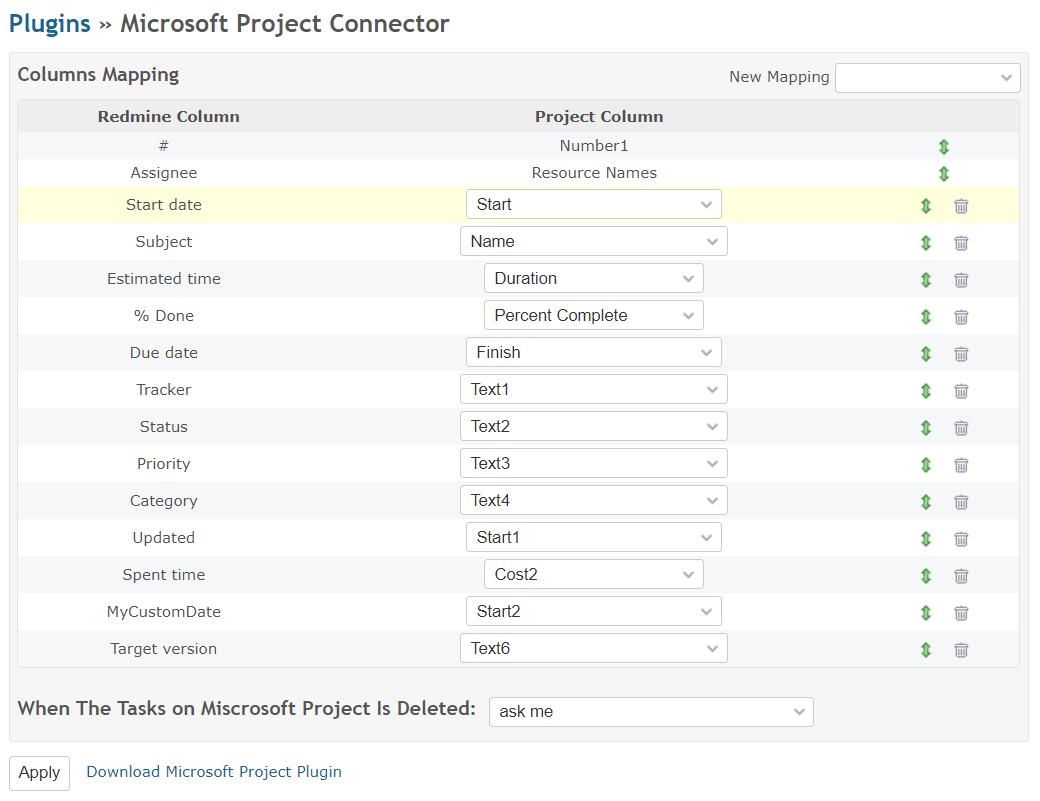 Plugins » Microsoft Project Connector
Columns Mapping New Mapping
Redmine Column Project Column
# Number1
Assignee Resource Names
Start date Start
Subject Name
Estimated time Duration
% Done Percent Complete
Due date Finish
Tracker Text1
Status Text2
Priority Text3
Category Text4
Updated Start1
Spent time Cost2
MyCustomDate Start2
Target version Text6
When The Tasks on Miscrosoft Project Is Deleted: ask me
Apply Download Microsoft Project Plugin